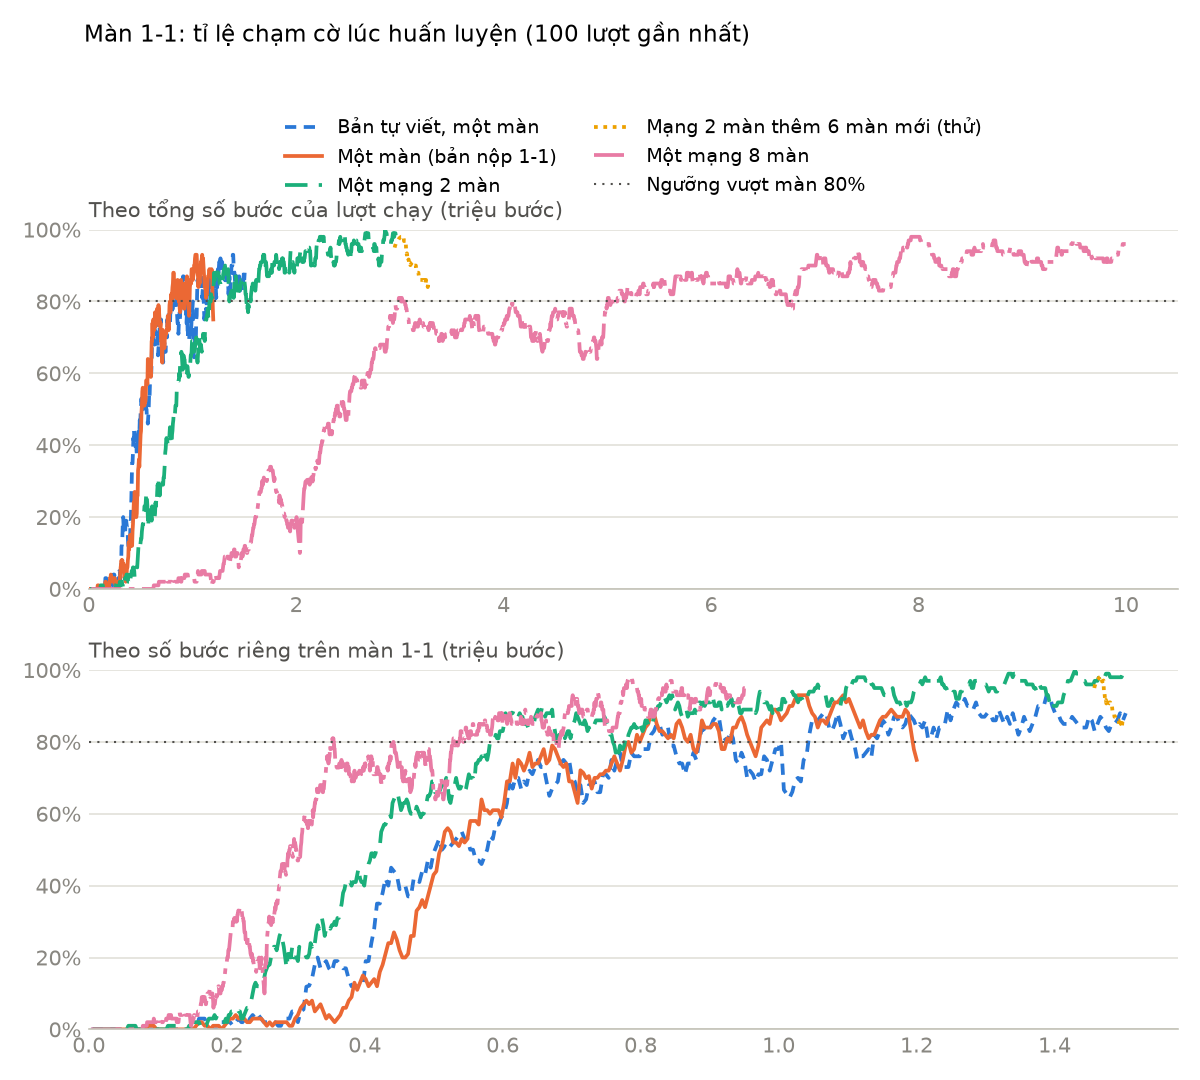 Màn 1-1: tỉ lệ chạm cờ lúc huấn luyện (100 lượt gần nhất)
Bản tự viết, một màn
Một màn (bản nộp 1-1)
Một mạng 2 màn
Mạng 2 màn thêm 6 màn mới (thử)
Một mạng 8 màn
Ngưỡng vượt màn 80%
Theo tổng số bước của lượt chạy (triệu bước)
100%
80%
60%
40%
20%
0%
0 2 4 6 8 10
Theo số bước riêng trên màn 1-1 (triệu bước)
100%
80%
60%
40%
20%
0%
0.0 0.2 0.4 0.6 0.8 1.0 1.2 1.4